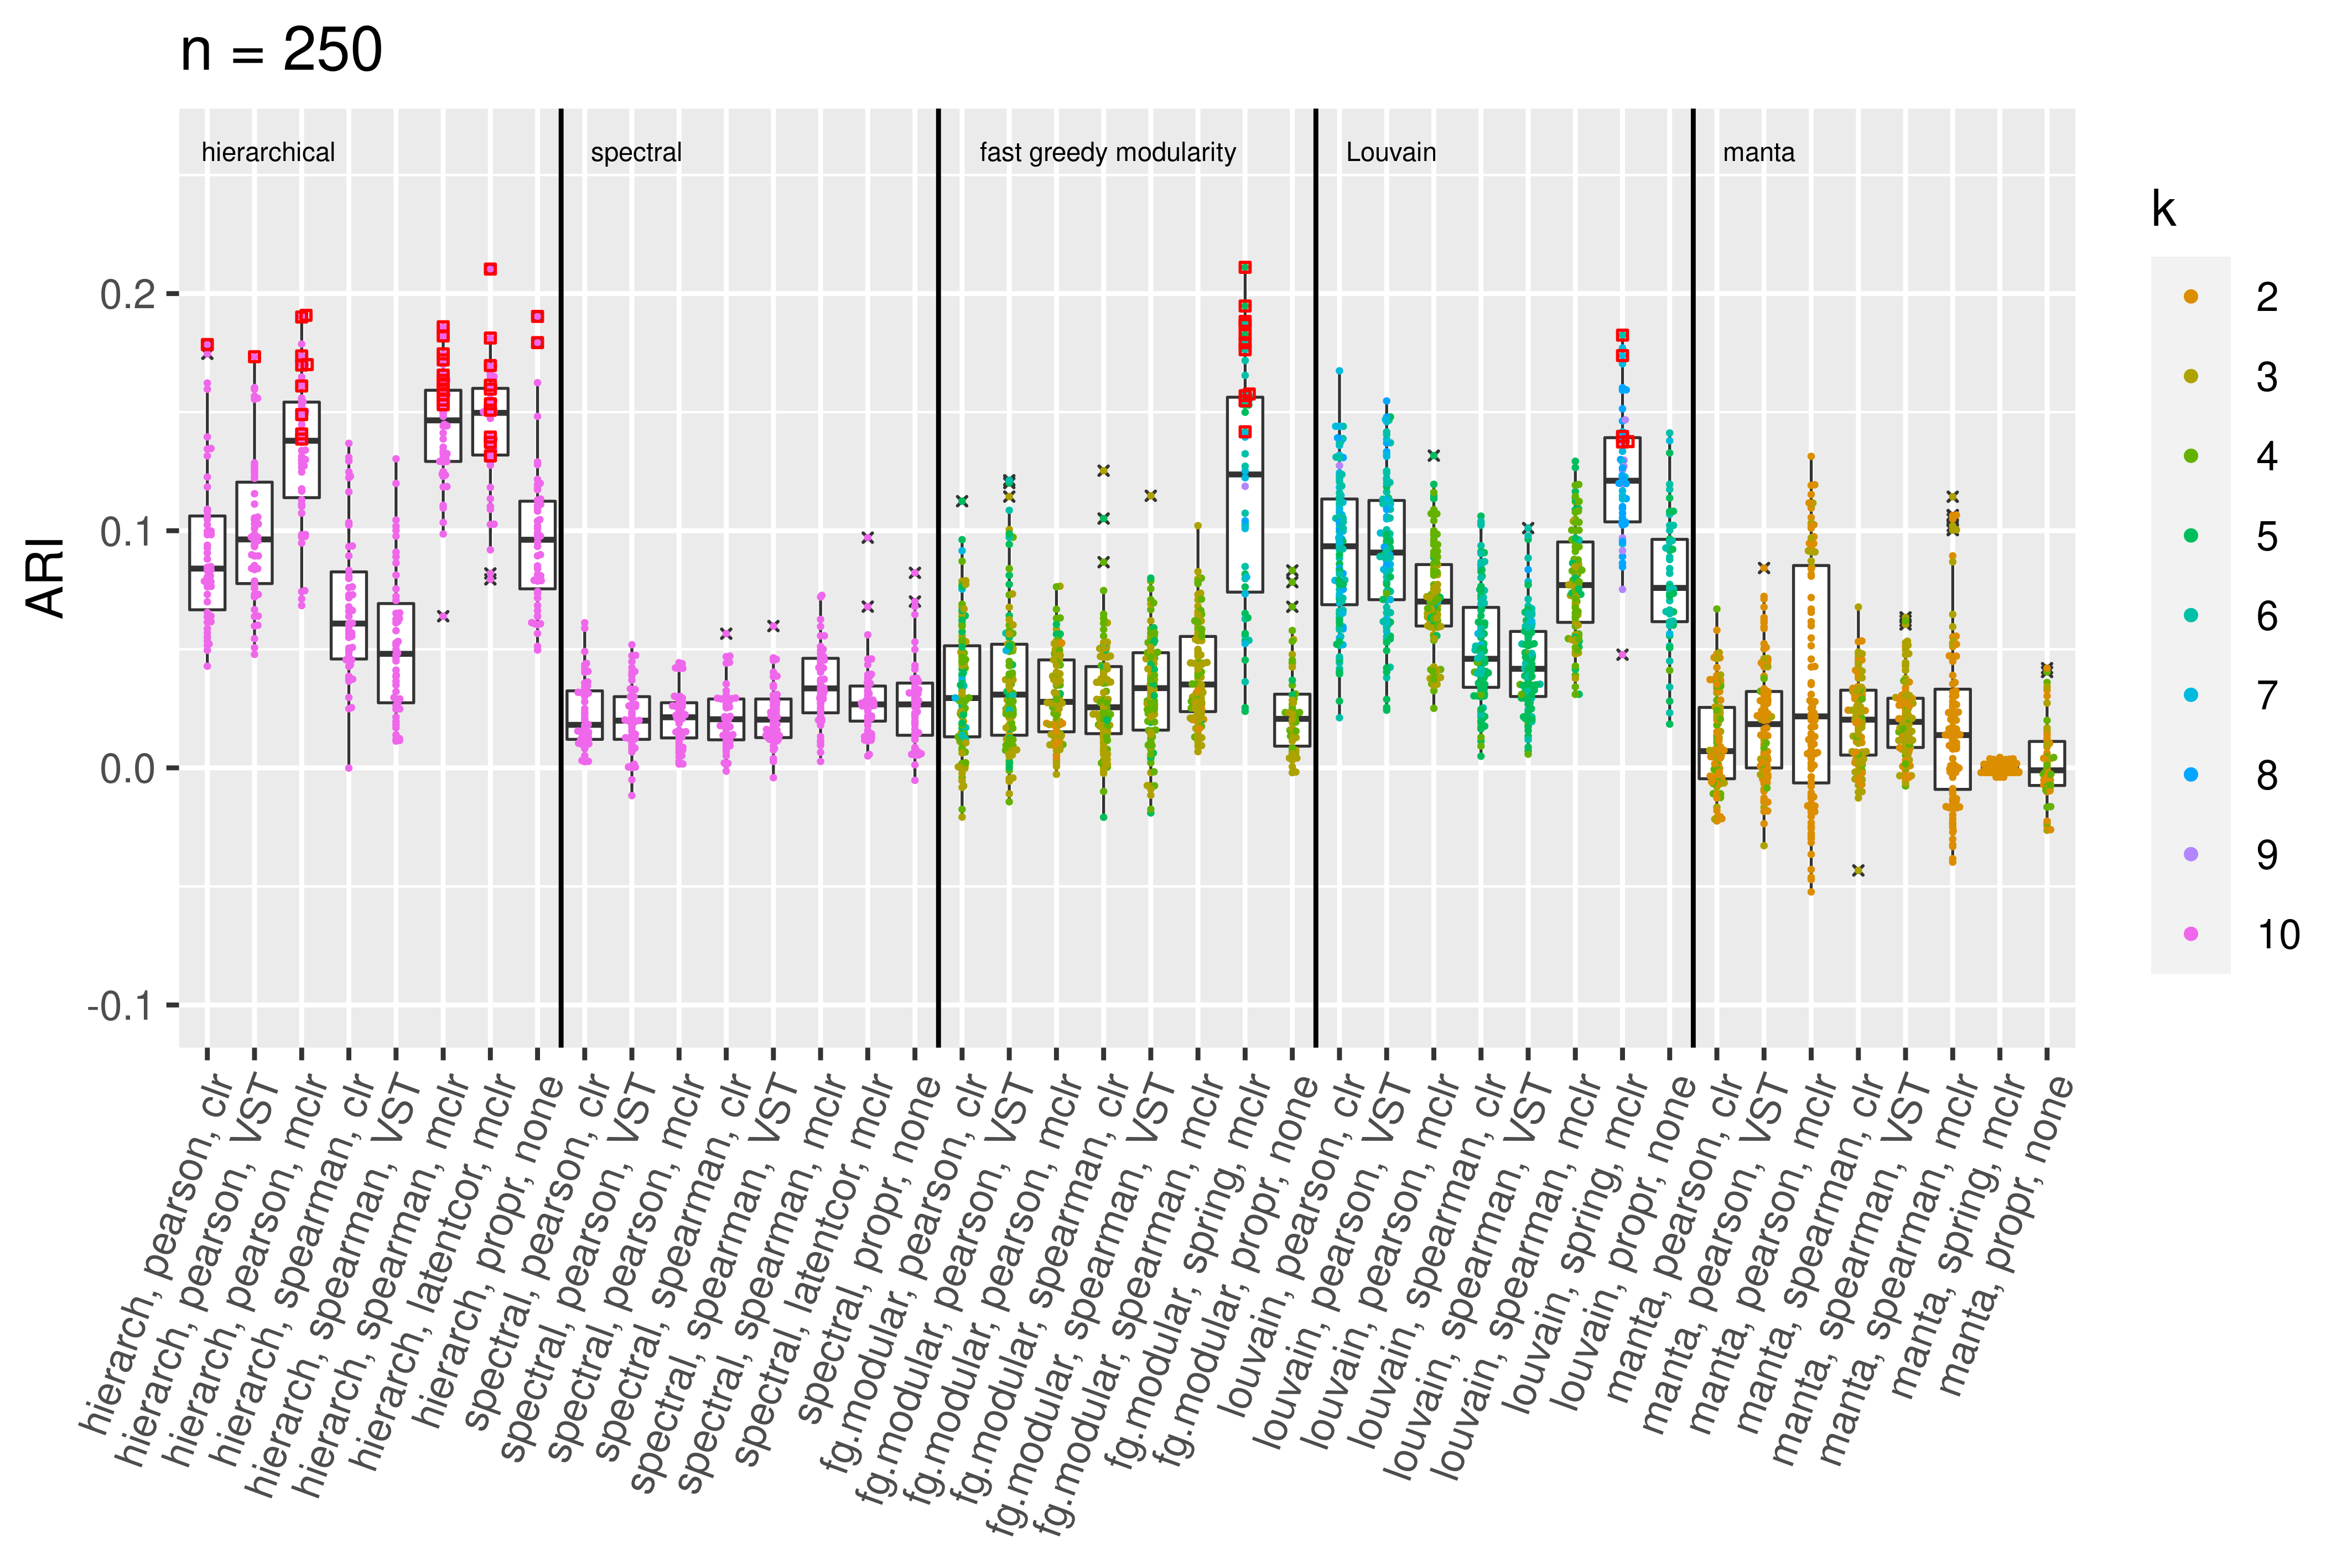 n = 250
hierarchical
spectral
fast greedy modularity
Louvain
manta
ARI
0.2
0.1
0.0
-0.1
k
2
3
4
5
6
7
8
9
10
hierarch, pearson, clr
hierarch, pearson, VST
hierarch, pearson, mclr
hierarch, spearman, clr
hierarch, spearman, VST
hierarch, spearman, mclr
hierarch, latentcor, mclr
hierarch, propr, none
spectral, pearson, clr
spectral, pearson, VST
spectral, pearson, mclr
spectral, spearman, clr
spectral, spearman, VST
spectral, spearman, mclr
spectral, latentcor, mclr
spectral, propr, none
fg.modular, pearson, clr
fg.modular, pearson, VST
fg.modular, pearson, mclr
fg.modular, spearman, clr
fg.modular, spearman, VST
fg.modular, spearman, mclr
fg.modular, spring, mclr
fg.modular, propr, none
louvain, pearson, clr
louvain, pearson, VST
louvain, pearson, mclr
louvain, spearman, clr
louvain, spearman, VST
louvain, spearman, mclr
louvain, spring, mclr
louvain, propr, none
manta, pearson, clr
manta, pearson, VST
manta, pearson, mclr
manta, spearman, clr
manta, spearman, VST
manta, spearman, mclr
manta, spring, mclr
manta, propr, none